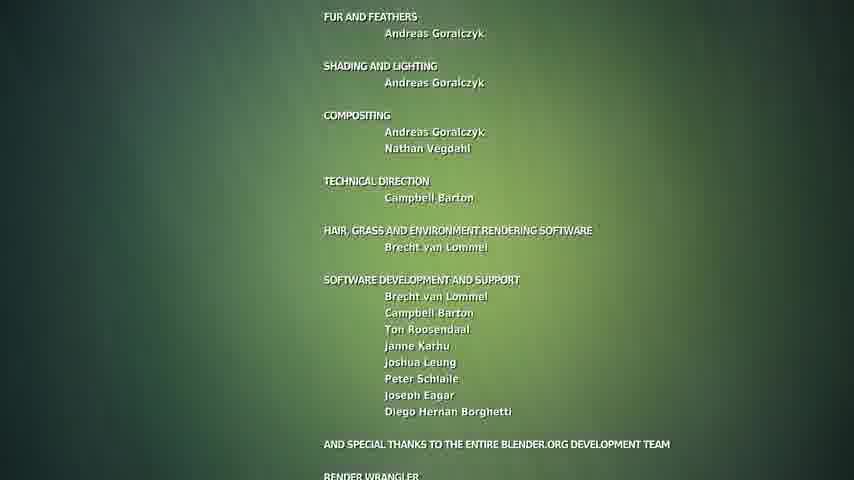 FUR AND FEATHERS
Andreas Goralczyk
SHADING AND LIGHTING
Andreas Goralczyk
COMPOSITING
Andreas Goralczyk
Nathan Vegdahl
TECHNICAL DIRECTION
Campbell Barton
HAIR, GRASS AND ENVIRONMENT RENDERING SOFTWARE
Brecht van Lommel
SOFTWARE DEVELOPMENT AND SUPPORT
Brecht van Lommel
Campbell Barton
Ton Roosendaal
Janne Karhu
Joshua Leung
Peter Schlaile
Joseph Eagar
Diego Hernan Borghetti
AND SPECIAL THANKS TO THE ENTIRE BLENDER.ORG DEVELOPMENT TEAM
RENDER WRANGLER